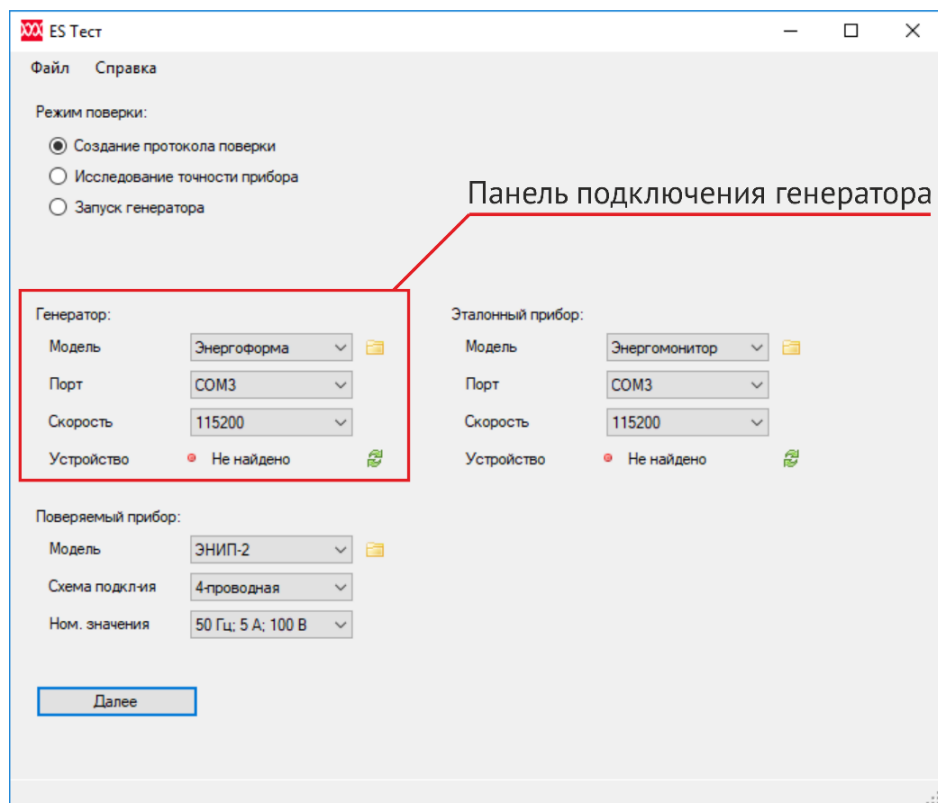 ES Тест
Файл Справка
Режим поверки:
Создание протокола поверки
Исследование точности прибора
Запуск генератора
Панель подключения генератора
Генератор:
Модель Энергоформа
Порт COM3
Скорость 115200
Устройство Не найдено
Эталонный прибор:
Модель Энергомонитор
Порт COM3
Скорость 115200
Устройство Не найдено
Поверяемый прибор:
Модель ЭНИП-2
Схема подкл-ия 4-проводная
Ном. значения 50 Гц; 5 А; 100 В
Далее